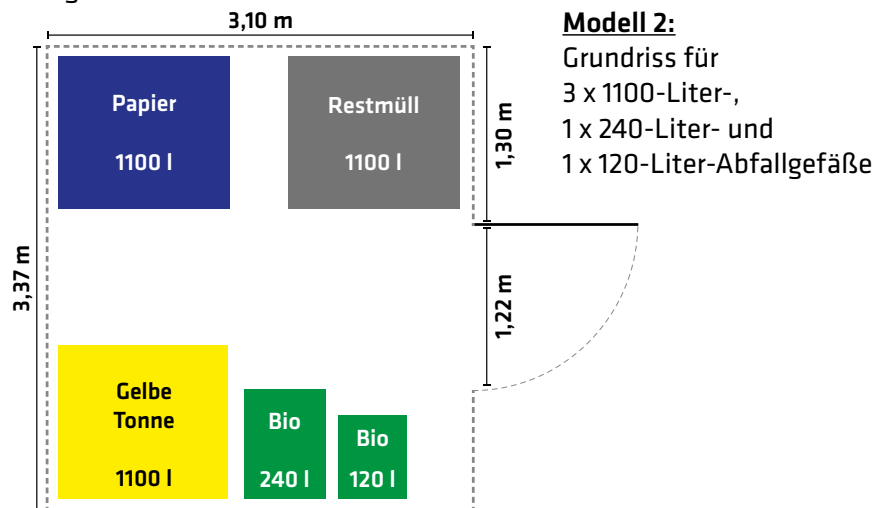 3,10 m
Modell 2:
Grundriss für
3 x 1100-Liter-,
1 x 240-Liter- und
1 x 120-Liter-Abfallgefäße
Papier
1100 l
Restmüll
1100 l
1,30 m
3,37 m
1,22 m
Gelbe
Tonne
1100 l
Bio
240 l
Bio
120 l